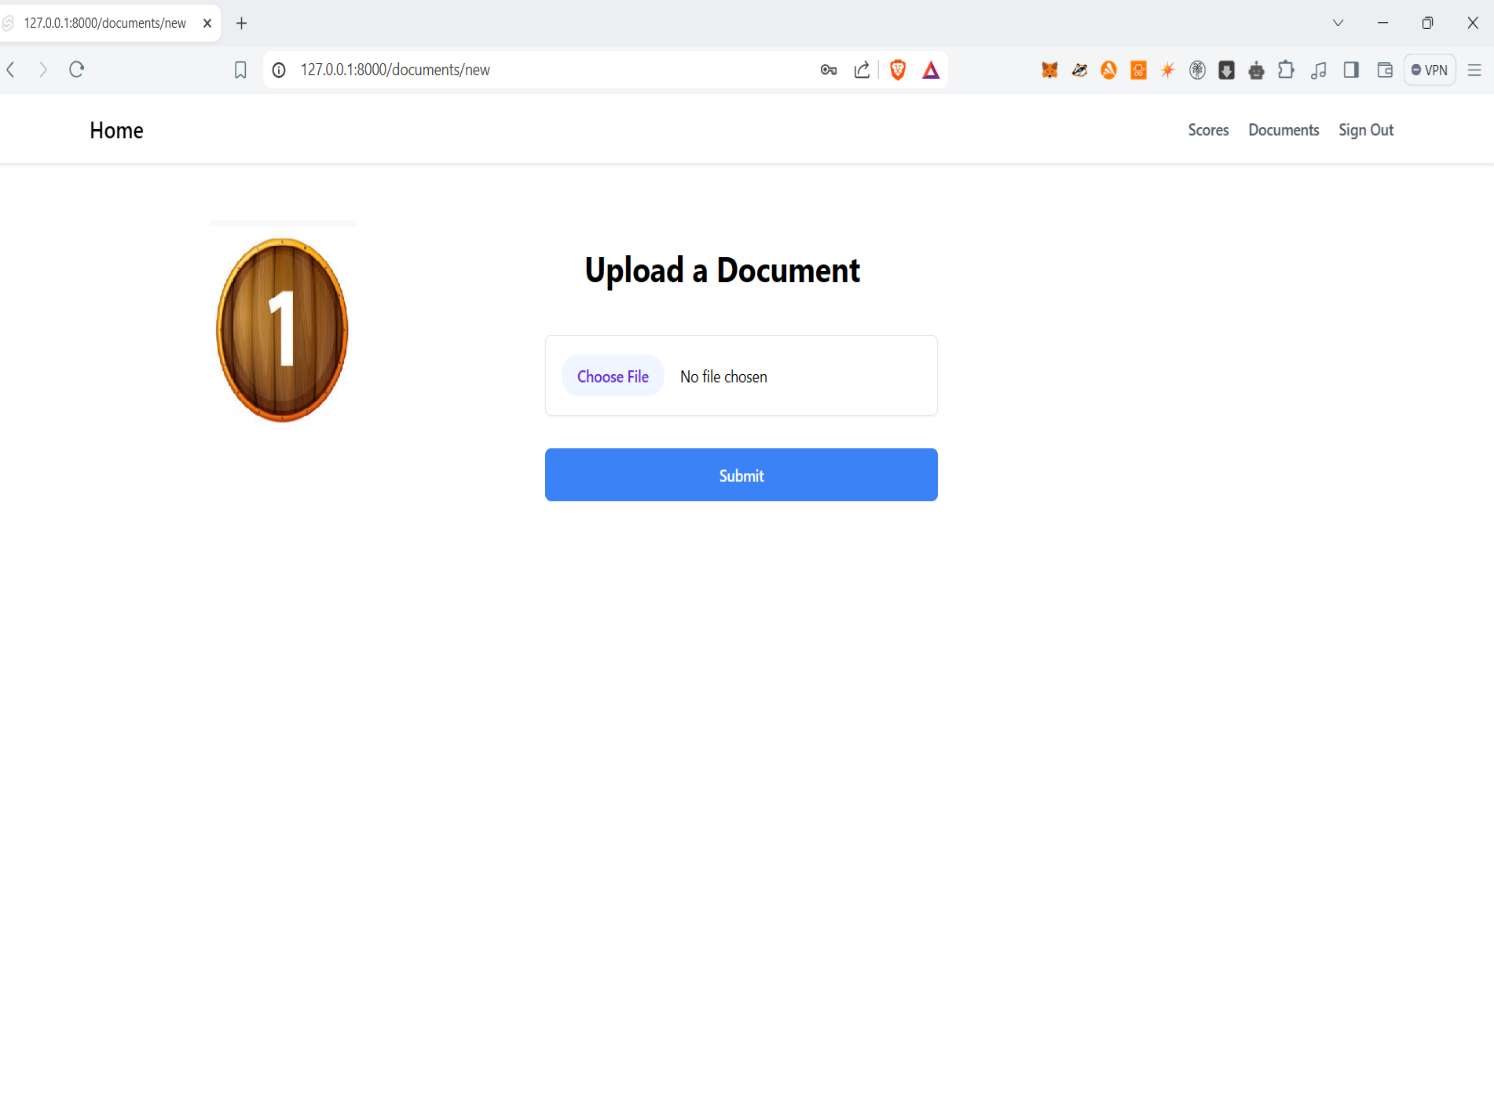 127.0.0.1:8000/documents/new
127.0.0.1:8000/documents/new
VPN
Home
Scores
Documents
Sign Out
1
Upload a Document
Choose File
No file chosen
Submit